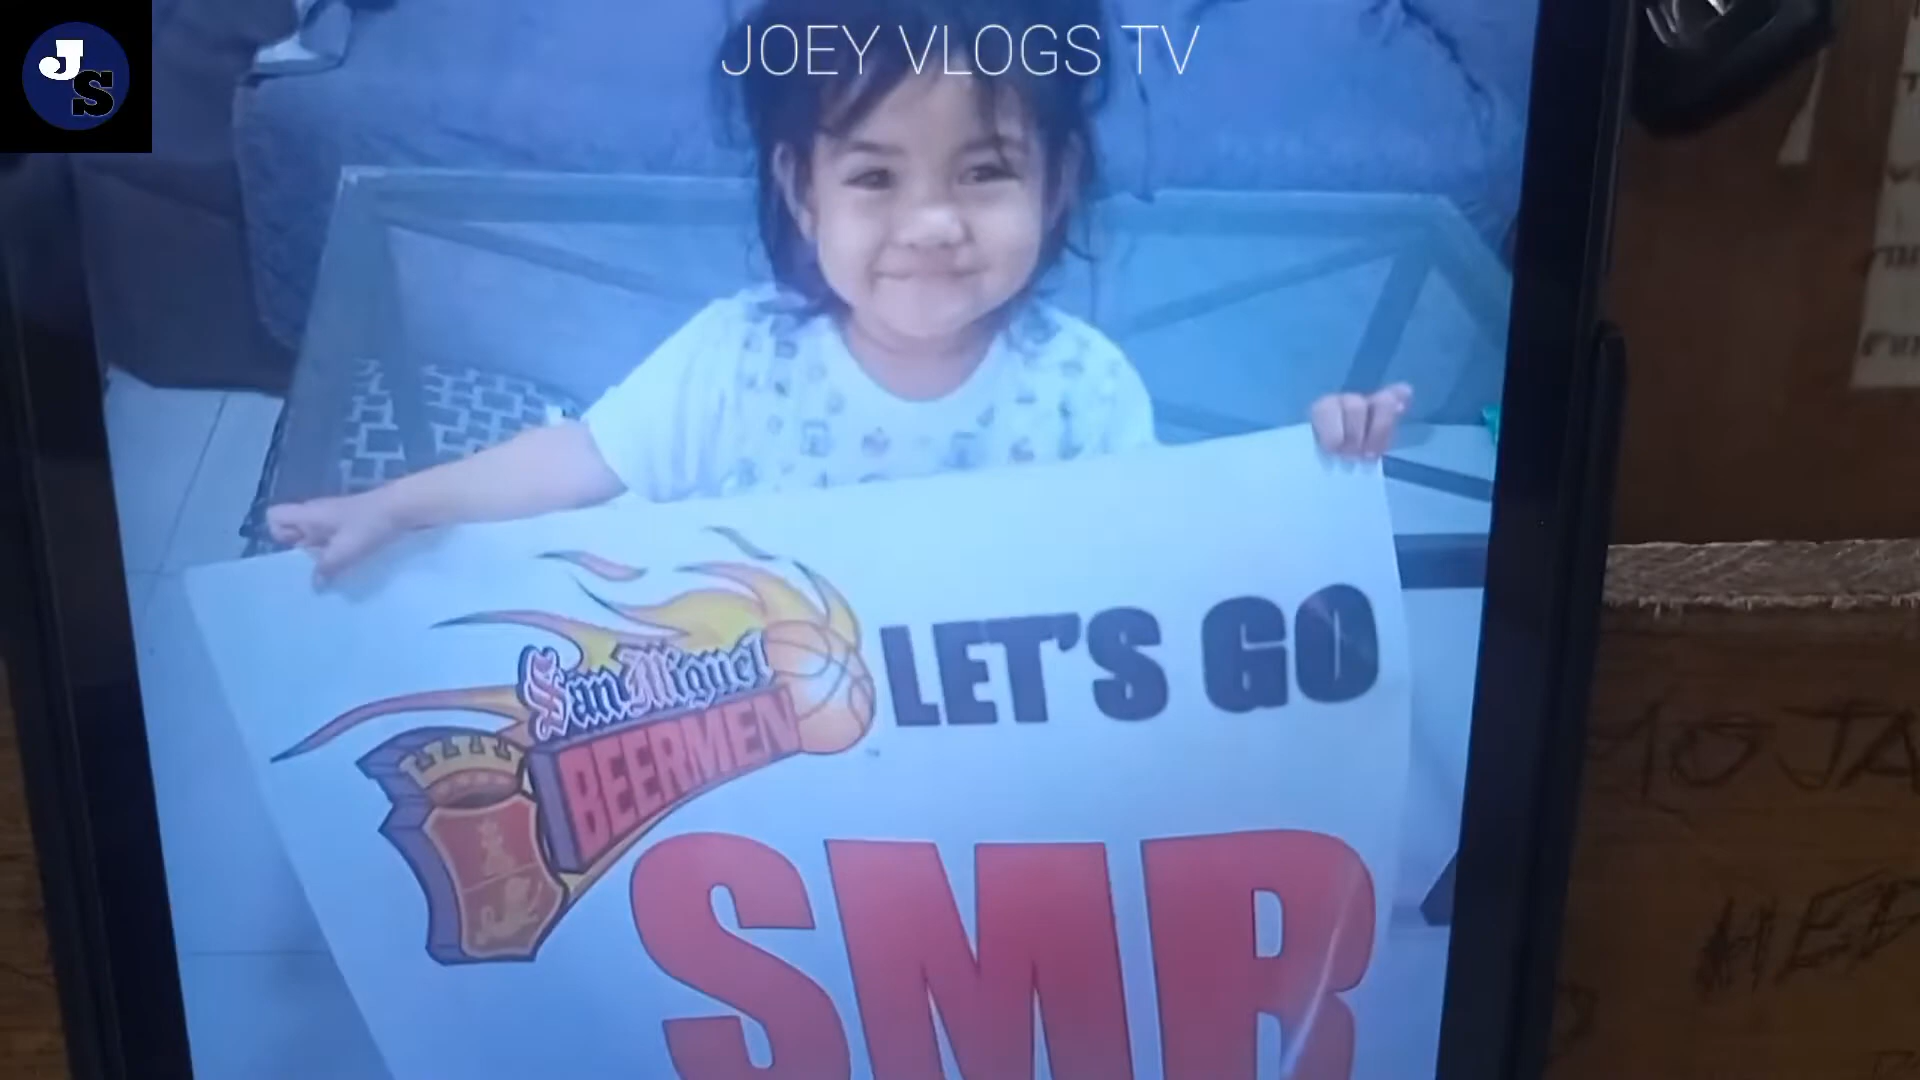 JOEY VLOGS TV
JS
San Miguel
BEERMEN
LET'S GO
SMB